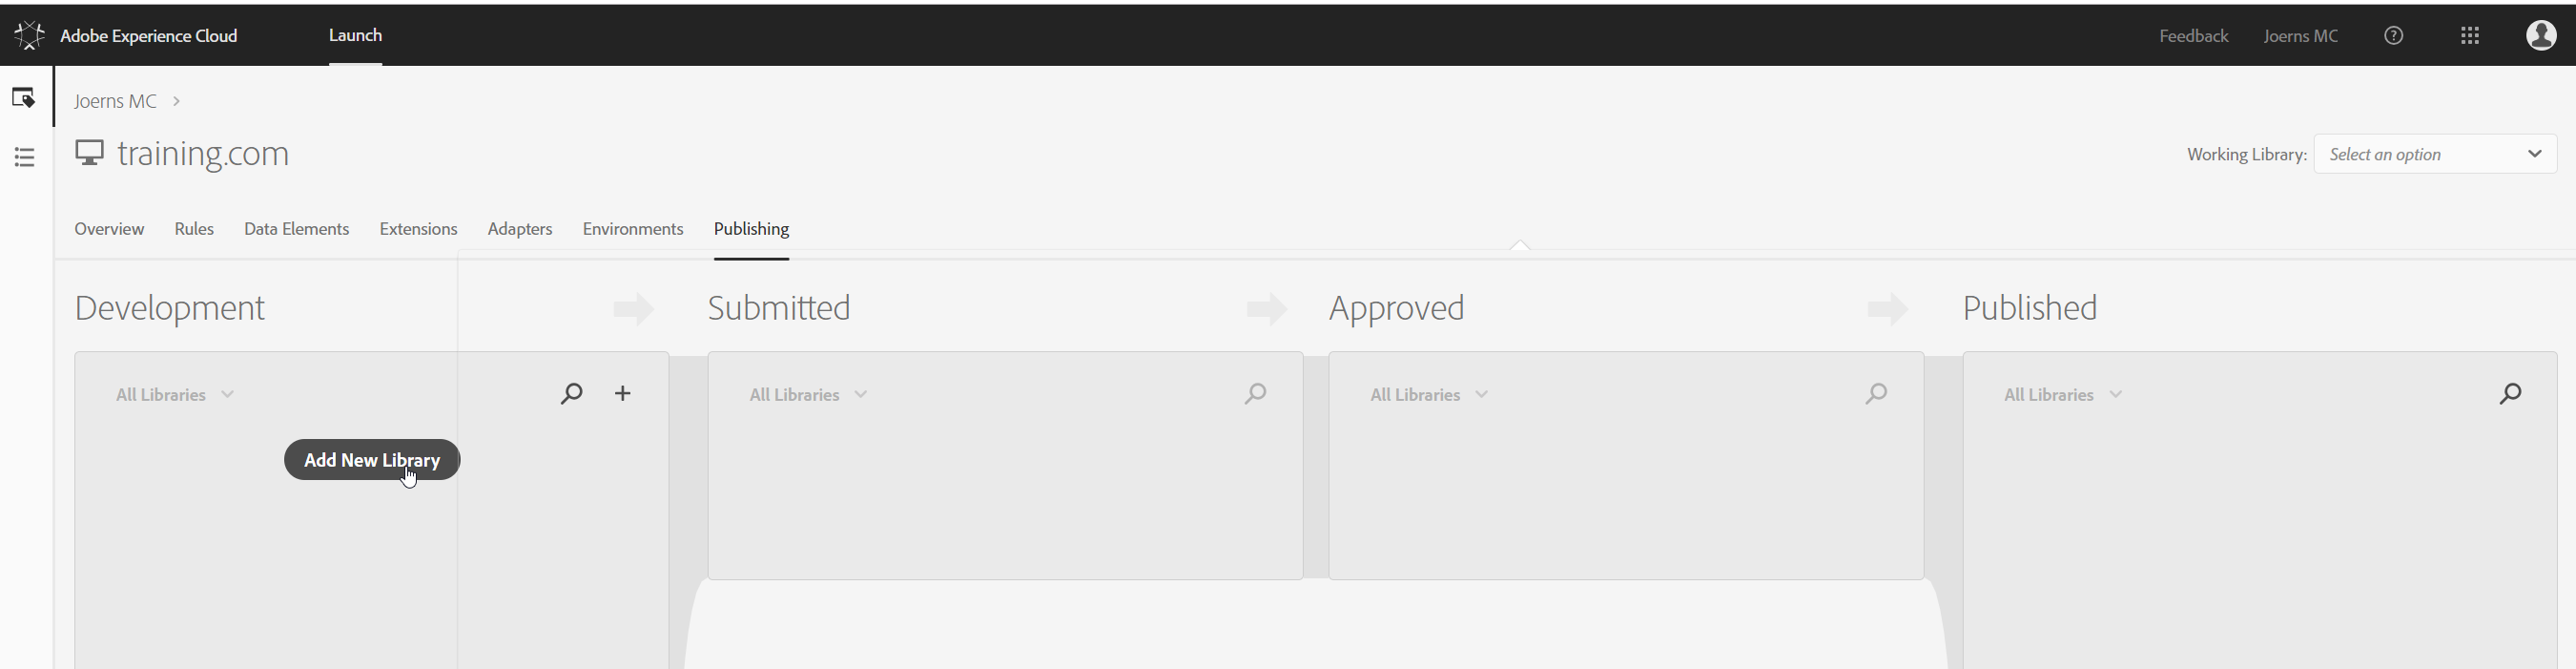 Adobe Experience Cloud Launch Feedback Joerns MC
Joerns MC
training.com
Working Library: Select an option
Overview Rules Data Elements Extensions Adapters Environments Publishing
Development Submitted Approved Published
All Libraries All Libraries All Libraries All Libraries
Add New Library